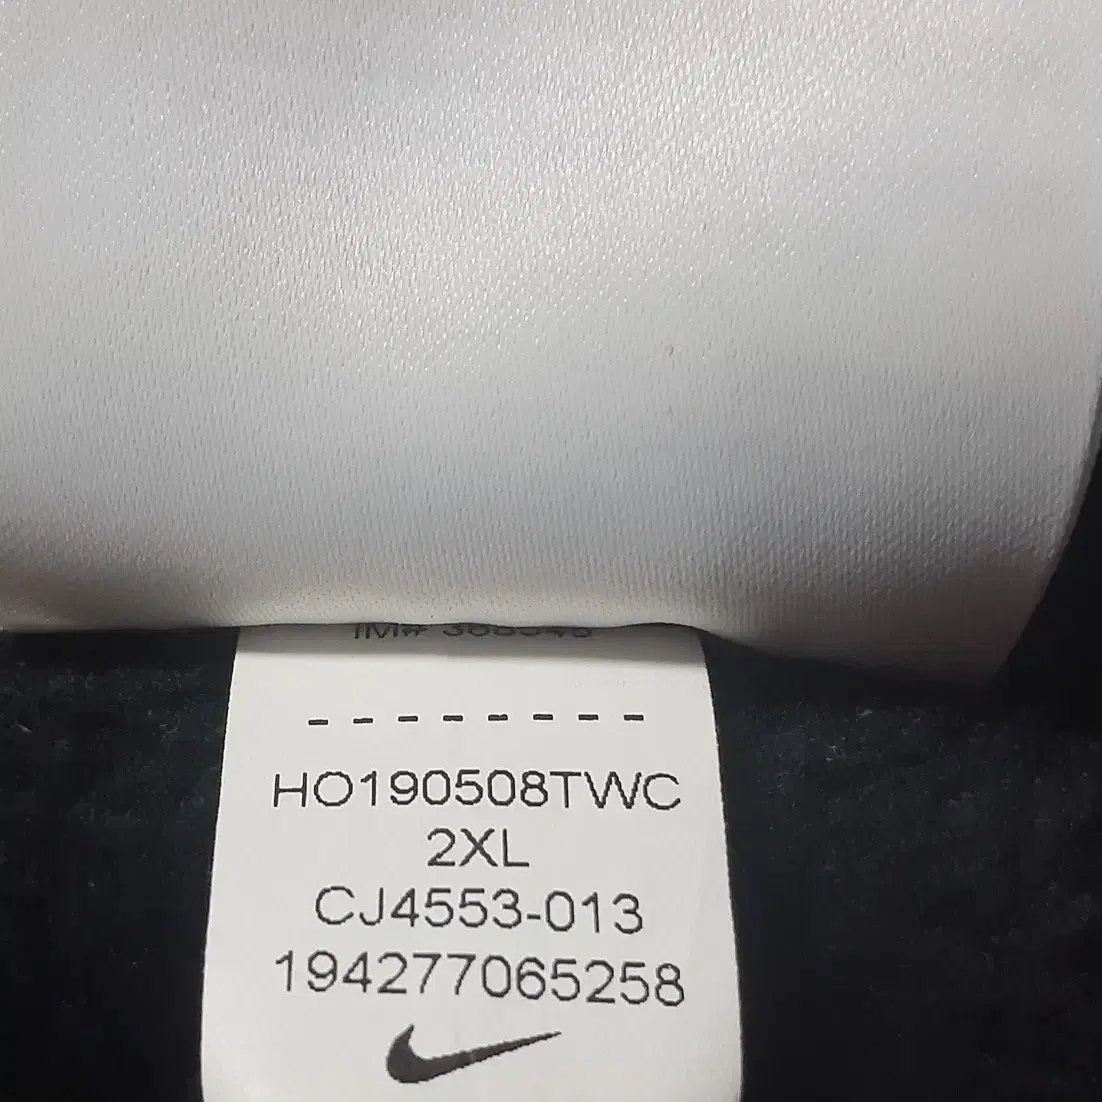 --------
HO190508TWC
2XL
CJ4553-013
194277065258